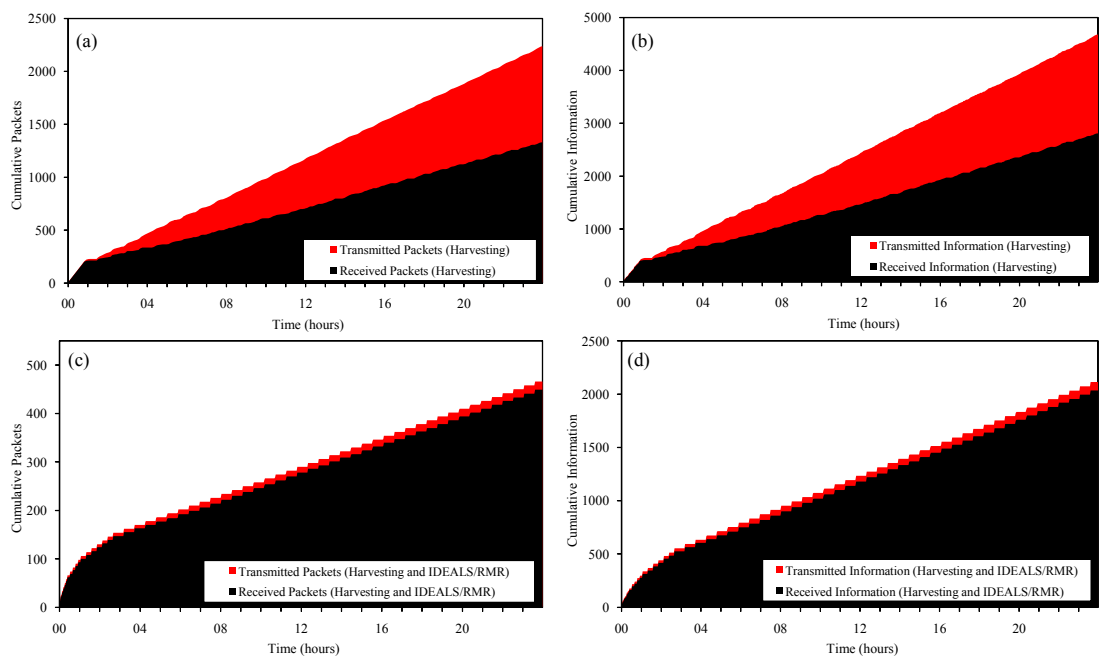 (a)
Cumulative Packets
2500
2000
1500
1000
500
0
00 04 08 12 16 20
Time (hours)
Transmitted Packets (Harvesting)
Received Packets (Harvesting)
(b)
Cumulative Information
5000
4000
3000
2000
1000
0
00 04 08 12 16 20
Time (hours)
Transmitted Information (Harvesting)
Received Information (Harvesting)
(c)
Cumulative Packets
500
400
300
200
100
0
00 04 08 12 16 20
Time (hours)
Transmitted Packets (Harvesting and IDEALS/RMR)
Received Packets (Harvesting and IDEALS/RMR)
(d)
Cumulative Information
2500
2000
1500
1000
500
0
00 04 08 12 16 20
Time (hours)
Transmitted Information (Harvesting and IDEALS/RMR)
Received Information (Harvesting and IDEALS/RMR)